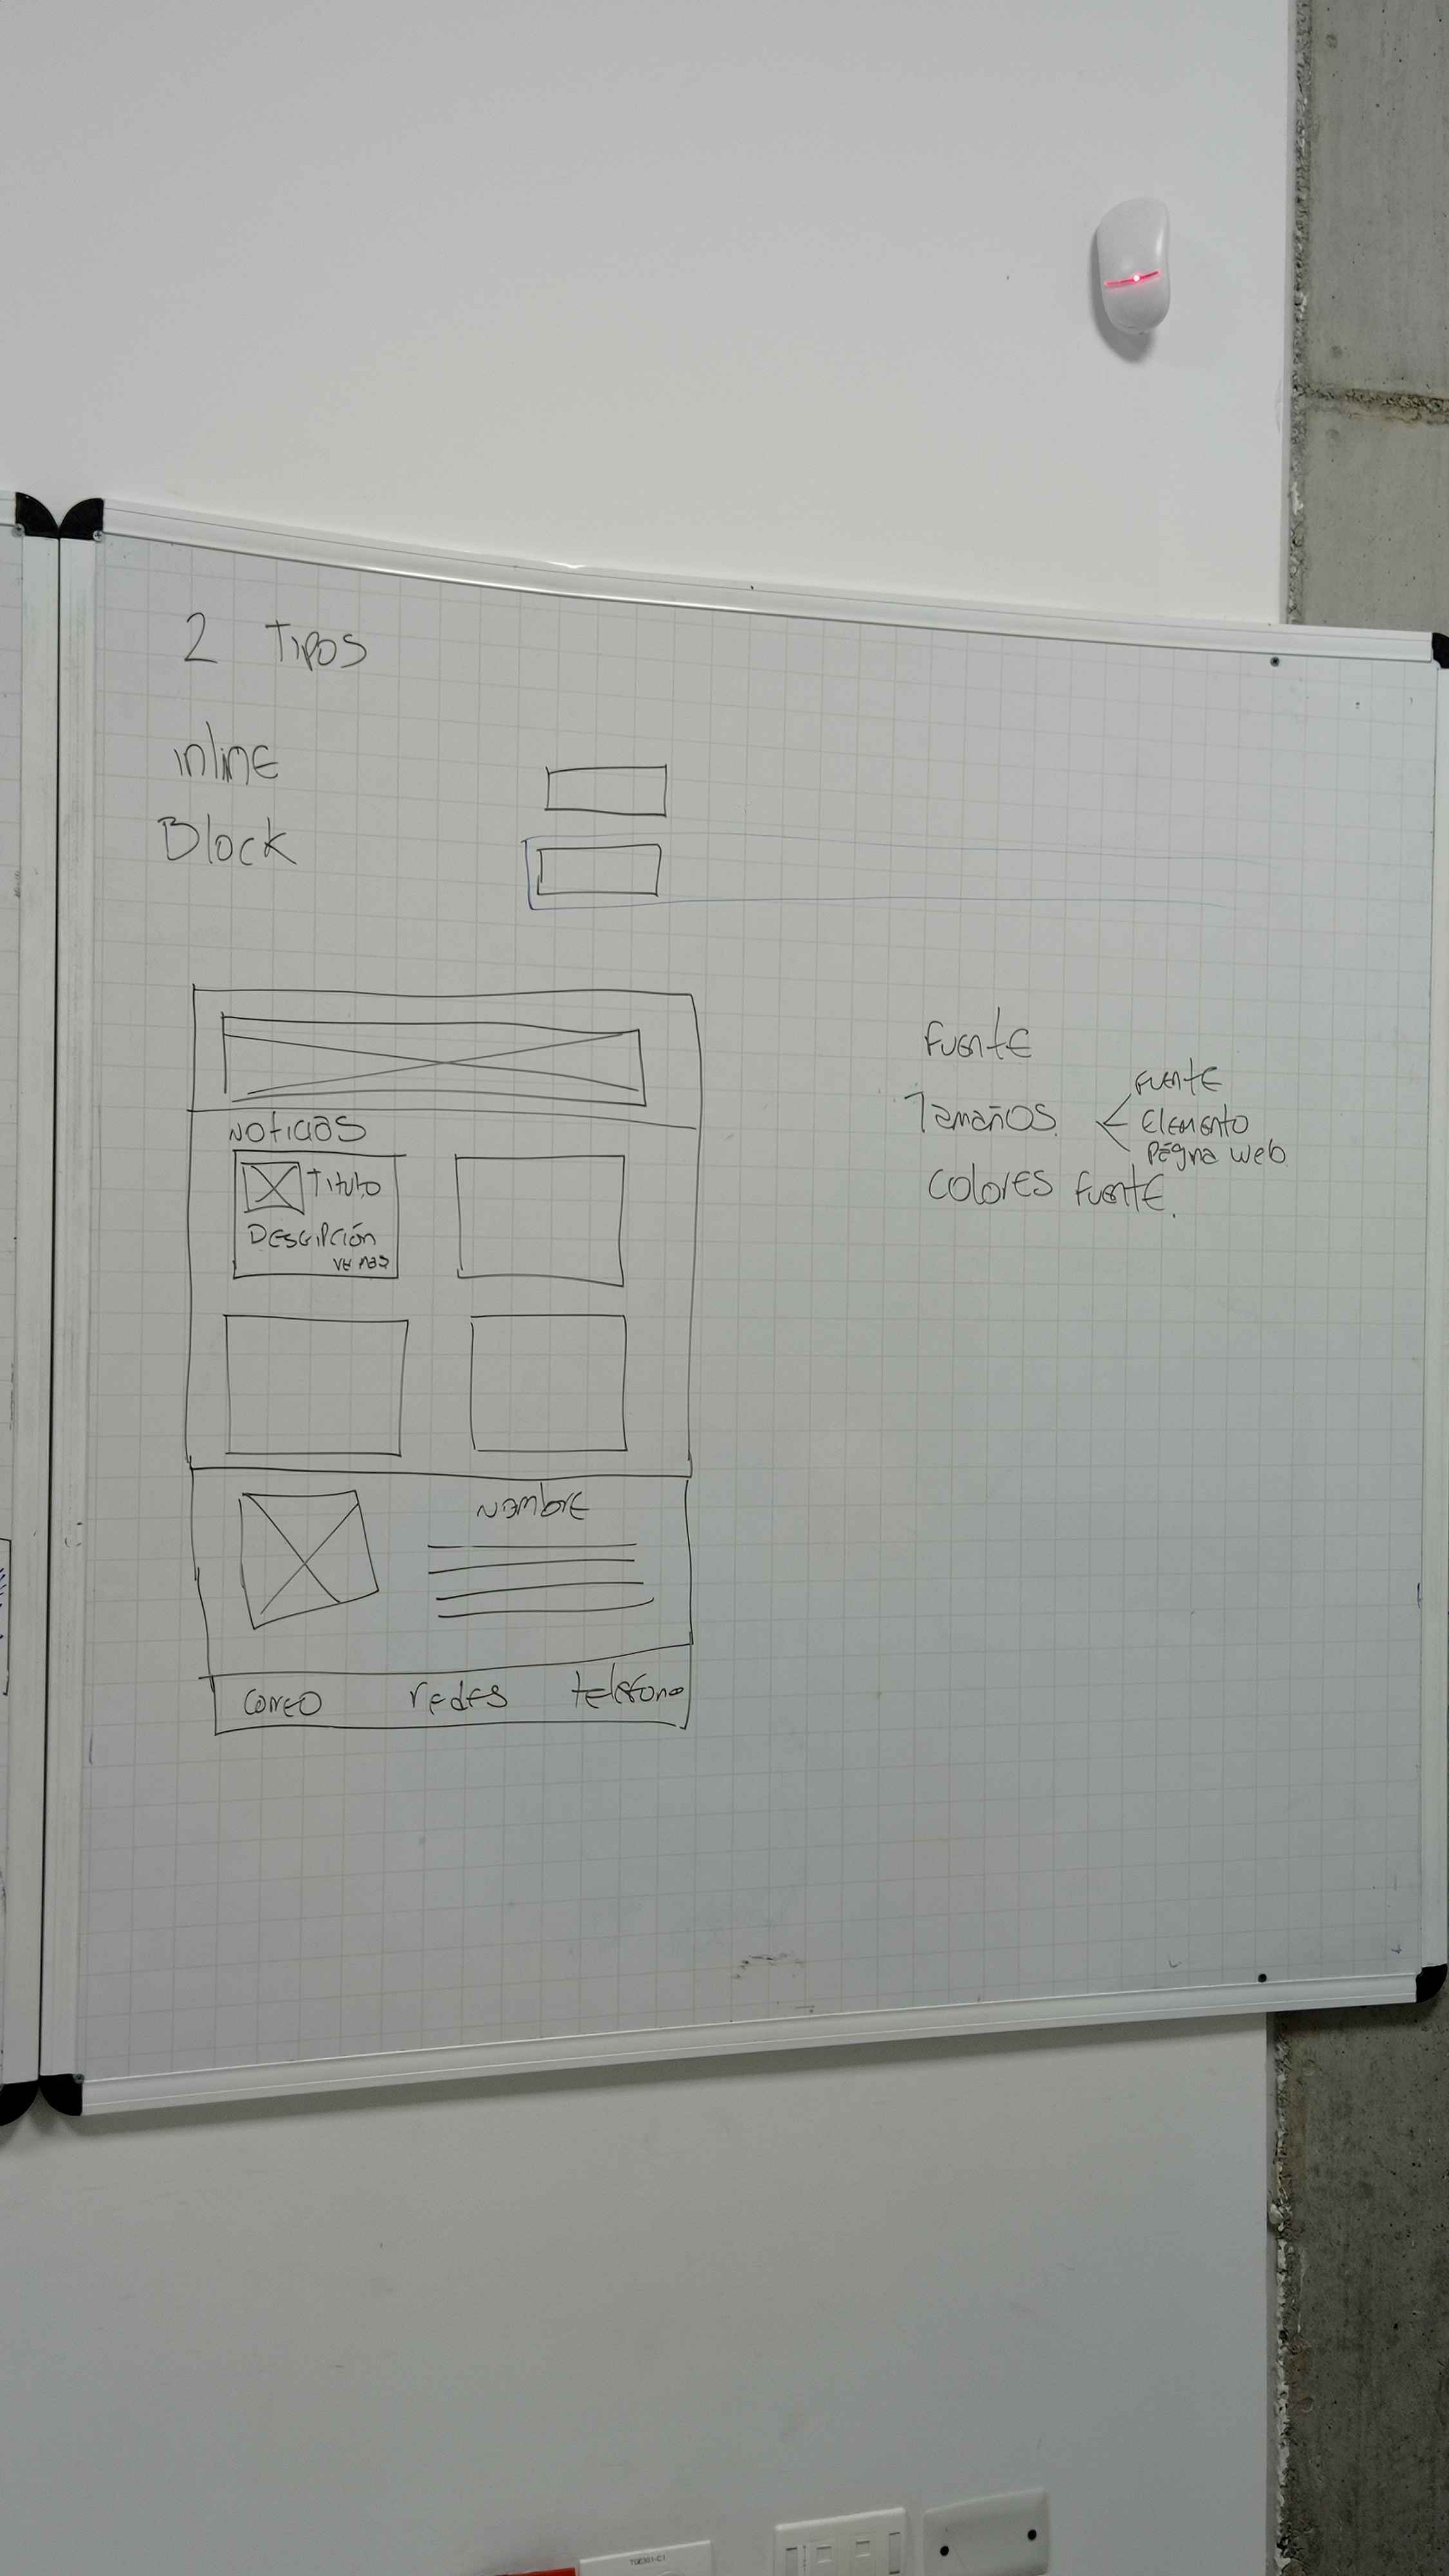 2 Tipos
inline
Block
Noticias
Titulo
Descripción
ver mas
Nombre
correo
redes
telefono
fuente
Tamaños
fuente
Elemento
Página web
colores fuente.